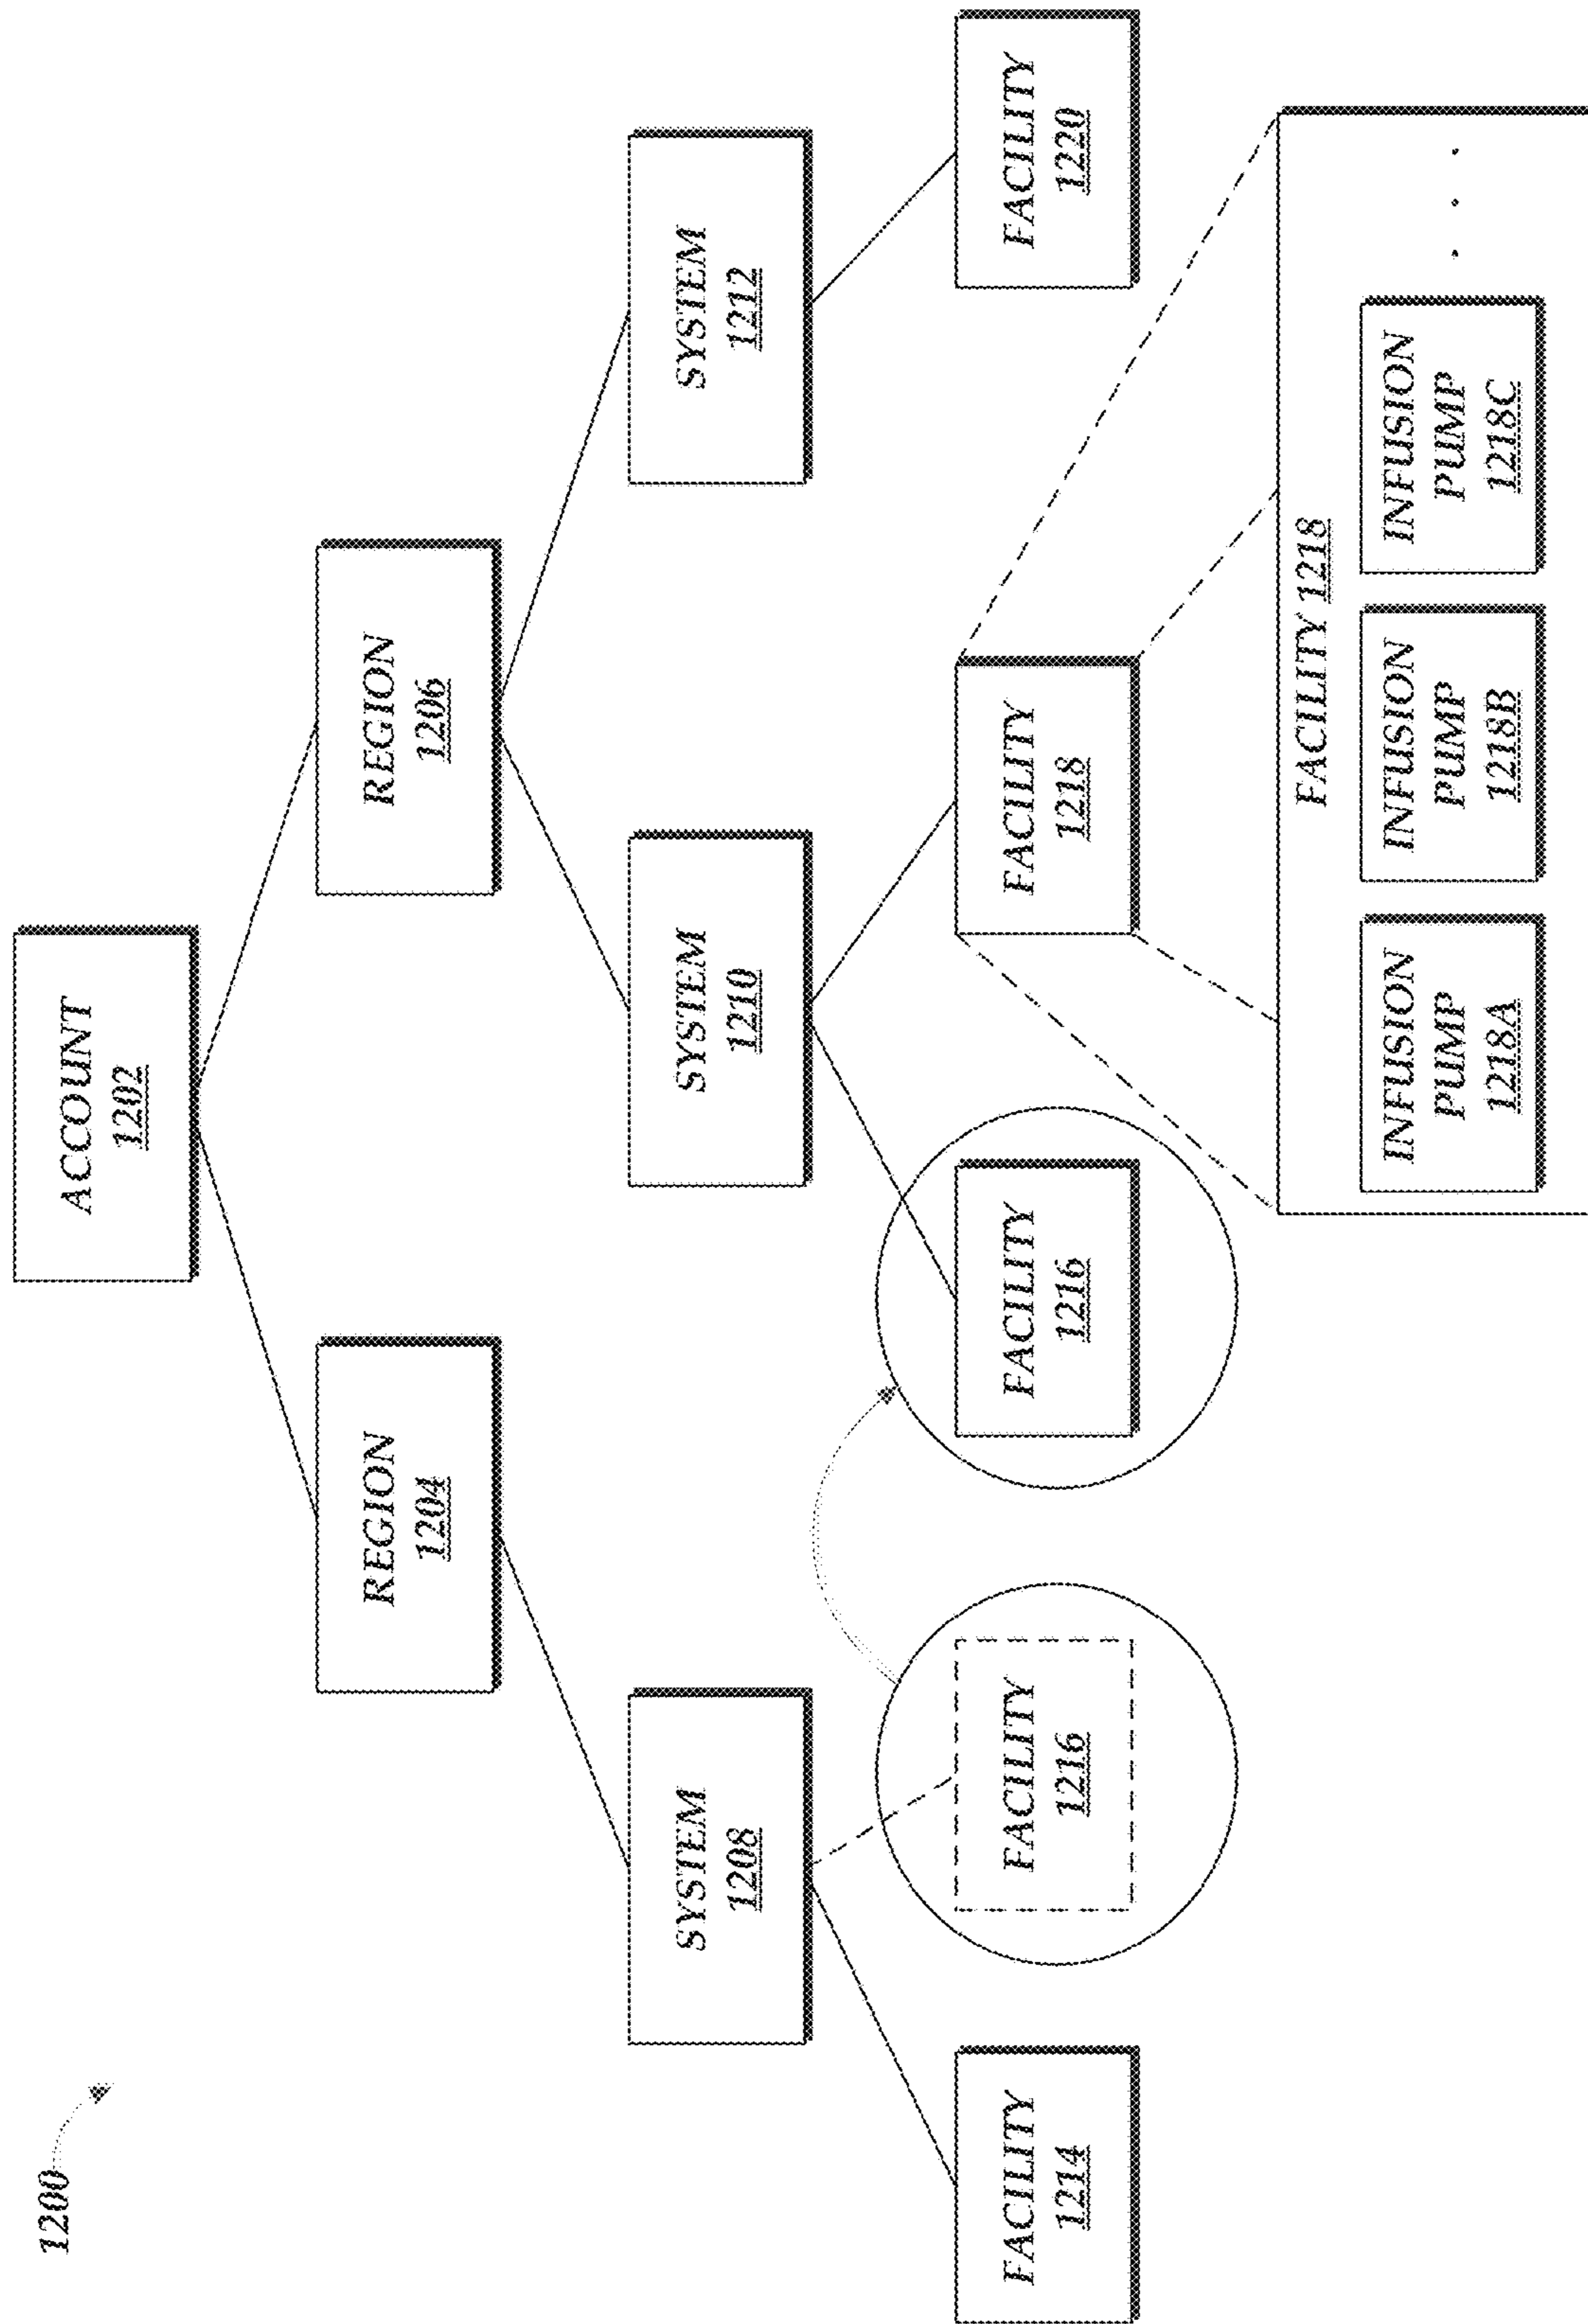 1200
ACCOUNT
1202
REGION
1204
REGION
1206
SYSTEM
1208
SYSTEM
1210
SYSTEM
1212
FACILITY
1214
FACILITY
1216
FACILITY
1216
FACILITY
1218
FACILITY
1220
FACILITY 1218
INFUSION
PUMP
1218A
INFUSION
PUMP
1218B
INFUSION
PUMP
1218C
. . .